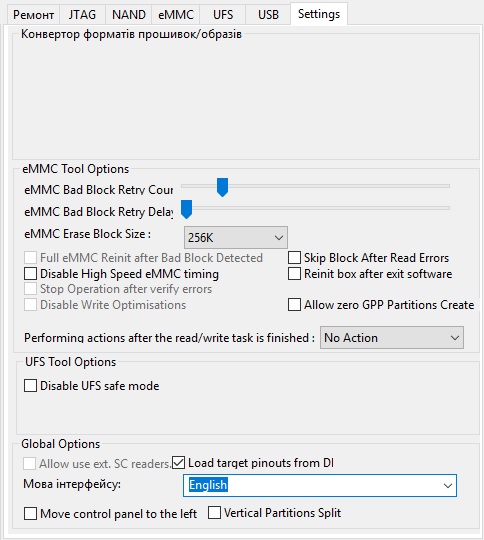 Ремонт JTAG NAND eMMC UFS USB Settings
Конвертор форматів прошивок/образів
eMMC Tool Options
eMMC Bad Block Retry Cour
eMMC Bad Block Retry Delay
eMMC Erase Block Size : 256K
Full eMMC Reinit after Bad Block Detected Skip Block After Read Errors
Disable High Speed eMMC timing Reinit box after exit software
Stop Operation after verify errors
Disable Write Optimisations Allow zero GPP Partitions Create
Performing actions after the read/write task is finished : No Action
UFS Tool Options
Disable UFS safe mode
Global Options
Allow use ext. SC readers. Load target pinouts from DI
Мова інтерфейсу: English
Move control panel to the left Vertical Partitions Split